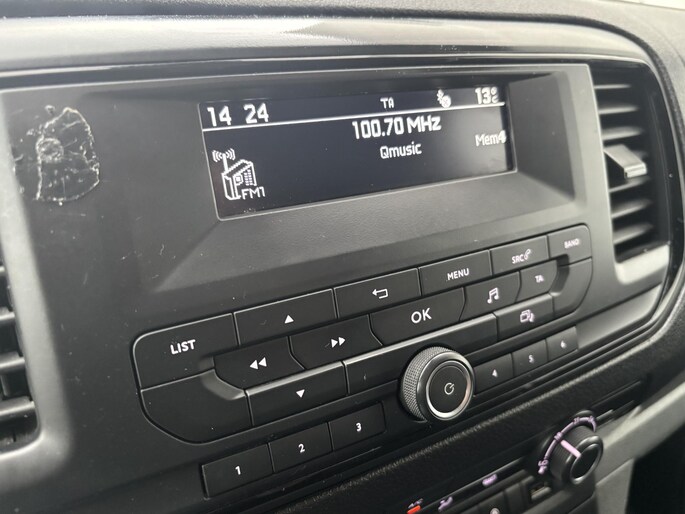 14 24 TA 13°C
100.70 MHz
Qmusic Mem4
FM1
LIST MENU SRC BAND
OK TA
1 2 3 4 5 6
A/C